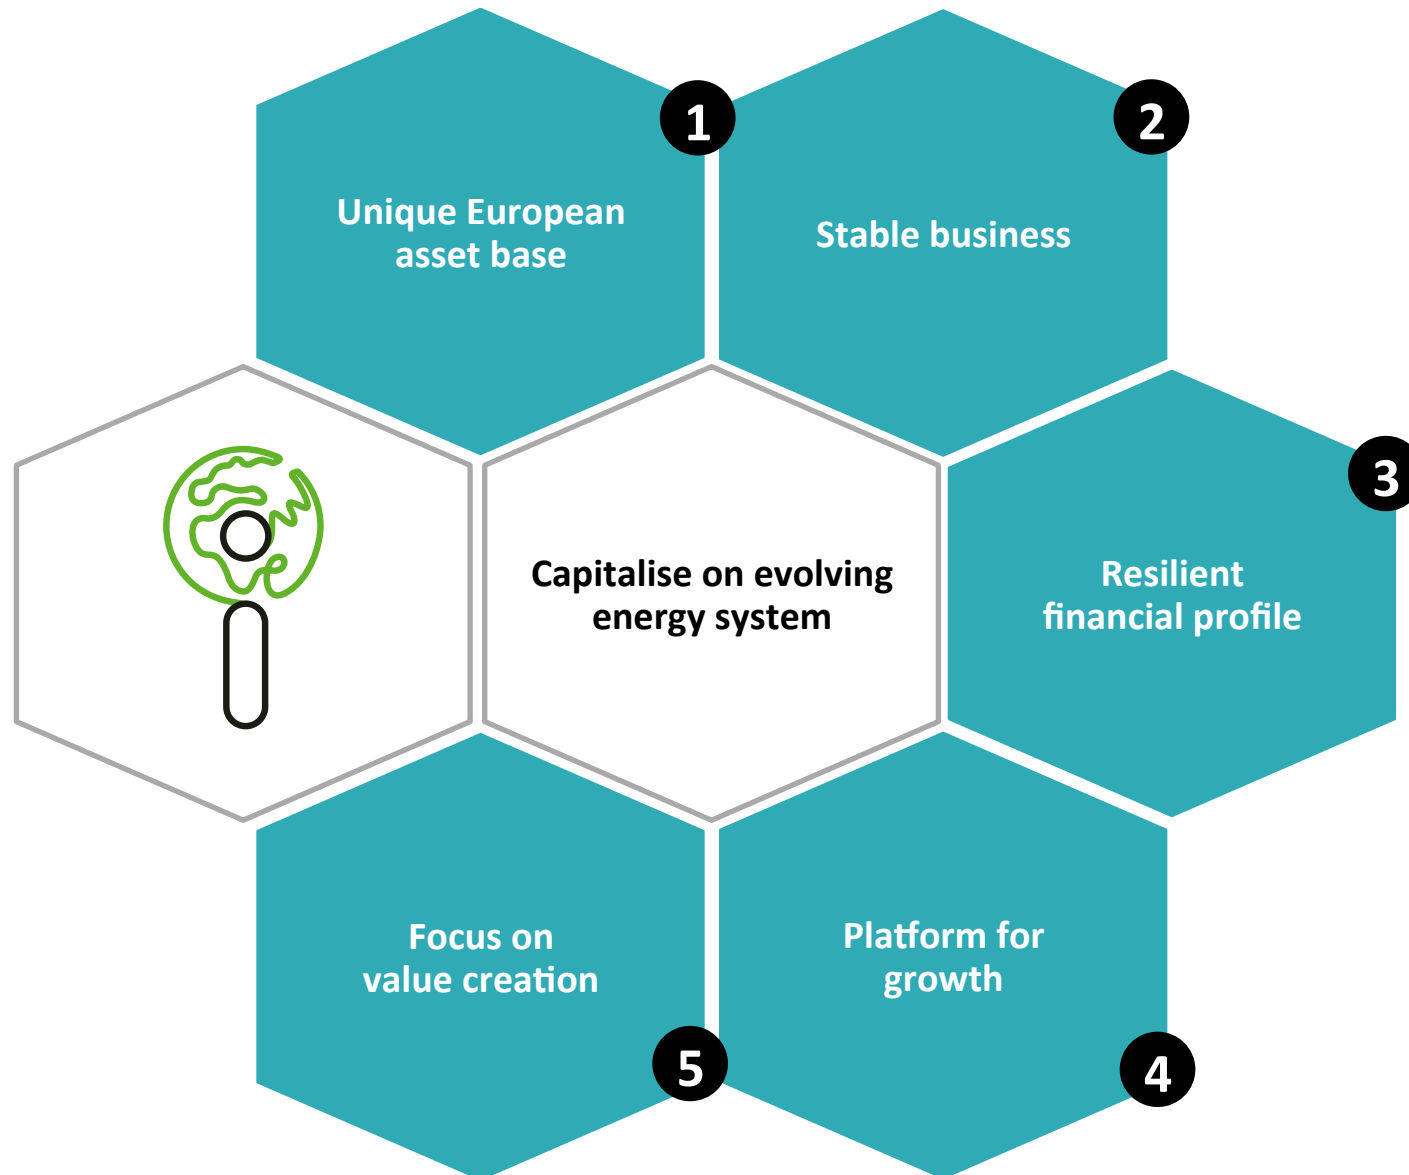 1
Unique European
asset base
2
Stable business
3
Resilient
financial profile
Capitalise on evolving
energy system
Platform for
growth
4
Focus on
value creation
5